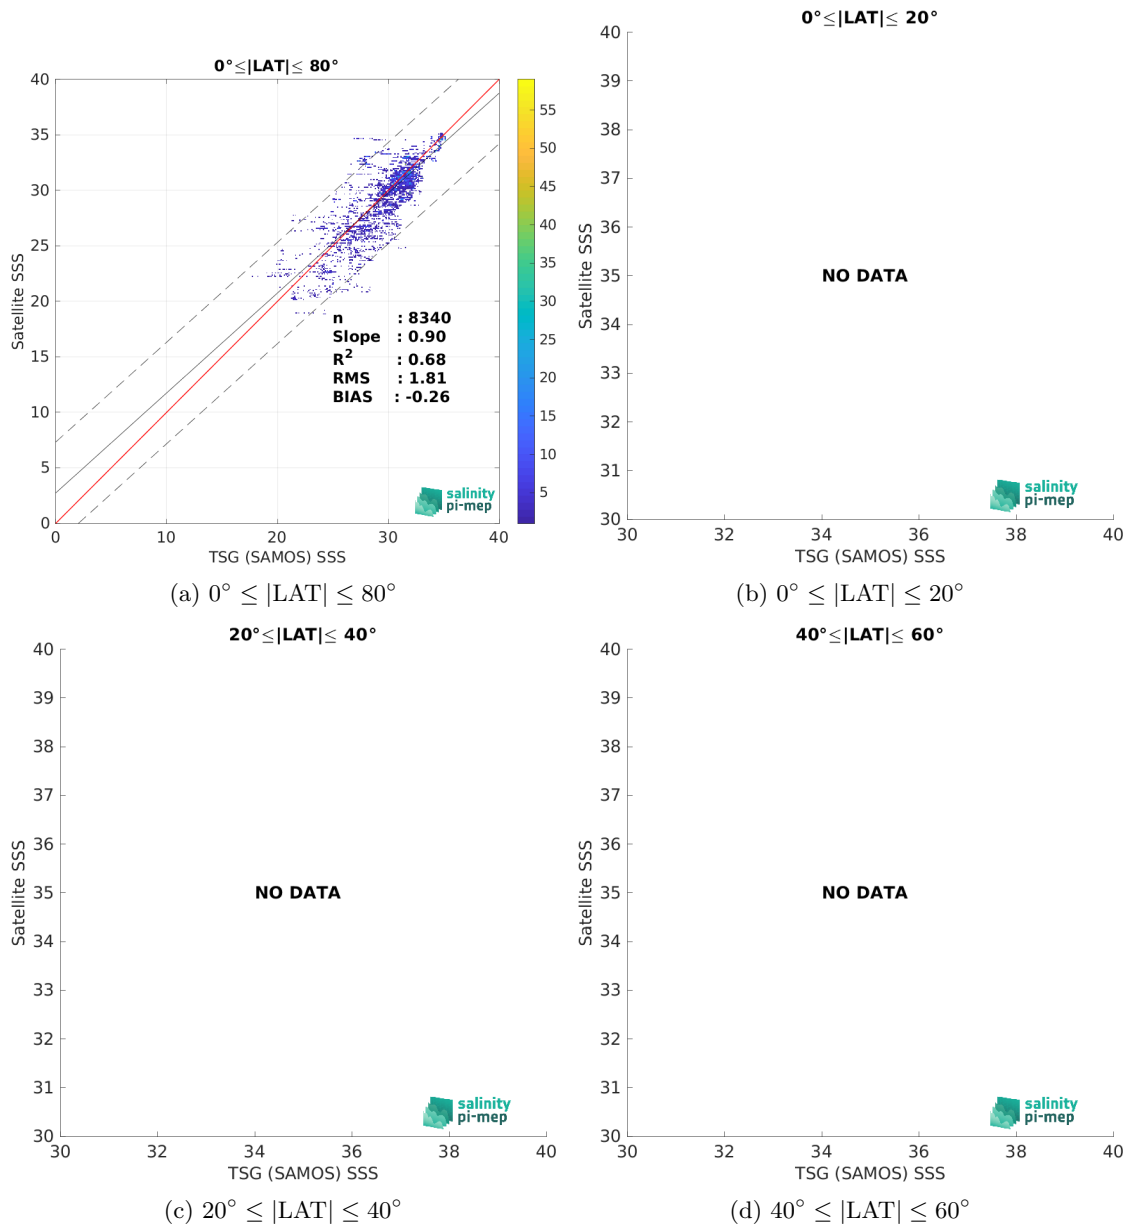 0°≤|LAT|≤ 80°
40
35
30
25
20
15
10
5
0
0
10
20
30
40
Satellite SSS
TSG (SAMOS) SSS
n : 8340
Slope : 0.90
R² : 0.68
RMS : 1.81
BIAS : -0.26
salinity
pi-mep
55
50
45
40
35
30
25
20
15
10
5
(a) 0° ≤ |LAT| ≤ 80°
0°≤|LAT|≤ 20°
40
39
38
37
36
35
34
33
32
31
30
30
32
34
36
38
40
Satellite SSS
NO DATA
salinity
pi-mep
TSG (SAMOS) SSS
(b) 0° ≤ |LAT| ≤ 20°
20°≤|LAT|≤ 40°
40
39
38
37
36
35
34
33
32
31
30
30
32
34
36
38
40
Satellite SSS
NO DATA
salinity
pi-mep
TSG (SAMOS) SSS
(c) 20° ≤ |LAT| ≤ 40°
40°≤|LAT|≤ 60°
40
39
38
37
36
35
34
33
32
31
30
30
32
34
36
38
40
Satellite SSS
NO DATA
salinity
pi-mep
TSG (SAMOS) SSS
(d) 40° ≤ |LAT| ≤ 60°